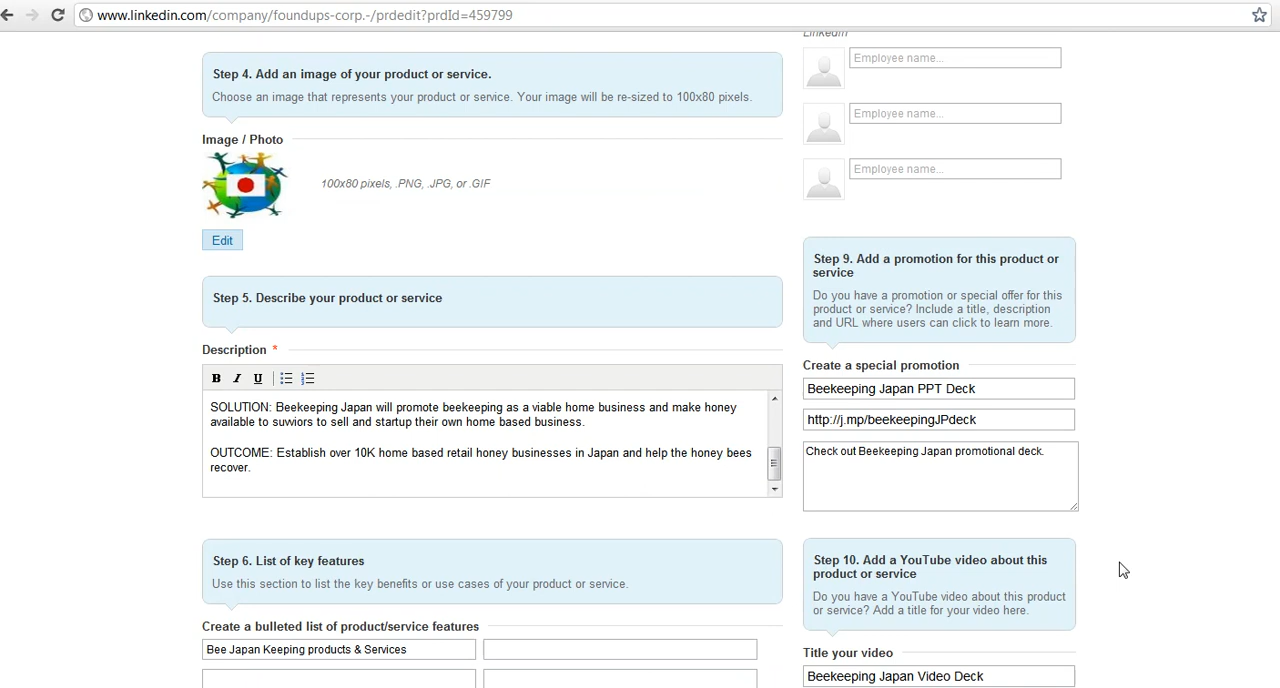 www.linkedin.com/company/foundups-corp.-/prdedit?prdId=459799
Step 4. Add an image of your product or service.
Choose an image that represents your product or service. Your image will be re-sized to 100x80 pixels.
Image / Photo
100x80 pixels, .PNG, .JPG, or .GIF
Edit
Step 5. Describe your product or service
Description *
B I U
SOLUTION: Beekeeping Japan will promote beekeeping as a viable home business and make honey
available to suvviors to sell and startup their own home based business.
OUTCOME: Establish over 10K home based retail honey businesses in Japan and help the honey bees
recover.
Step 6. List of key features
Use this section to list the key benefits or use cases of your product or service.
Create a bulleted list of product/service features
Bee Japan Keeping products & Services
LinkedIn
Employee name...
Employee name...
Employee name...
Step 9. Add a promotion for this product or
service
Do you have a promotion or special offer for this
product or service? Include a title, description
and URL where users can click to learn more.
Create a special promotion
Beekeeping Japan PPT Deck
http://j.mp/beekeepingJPdeck
Check out Beekeeping Japan promotional deck.
Step 10. Add a YouTube video about this
product or service
Do you have a YouTube video about this product
or service? Add a title for your video here.
Title your video
Beekeeping Japan Video Deck